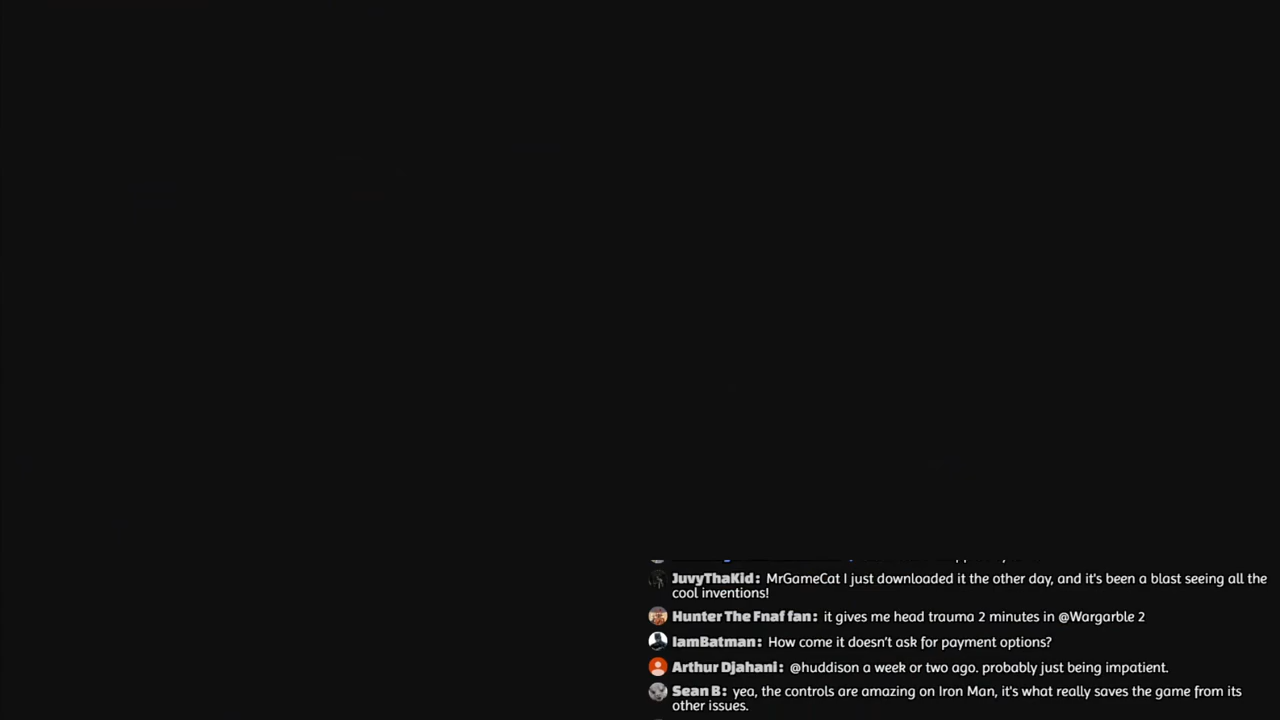 JuvyThaKid: MrGameCat I just downloaded it the other day, and it's been a blast seeing all the
cool inventions!
Hunter The Fnaf fan: it gives me head trauma 2 minutes in @Wargarble 2
IamBatman: How come it doesn't ask for payment options?
Arthur Djahani: @huddison a week or two ago. probably just being impatient.
Sean B: yea, the controls are amazing on Iron Man, it's what really saves the game from its
other issues.